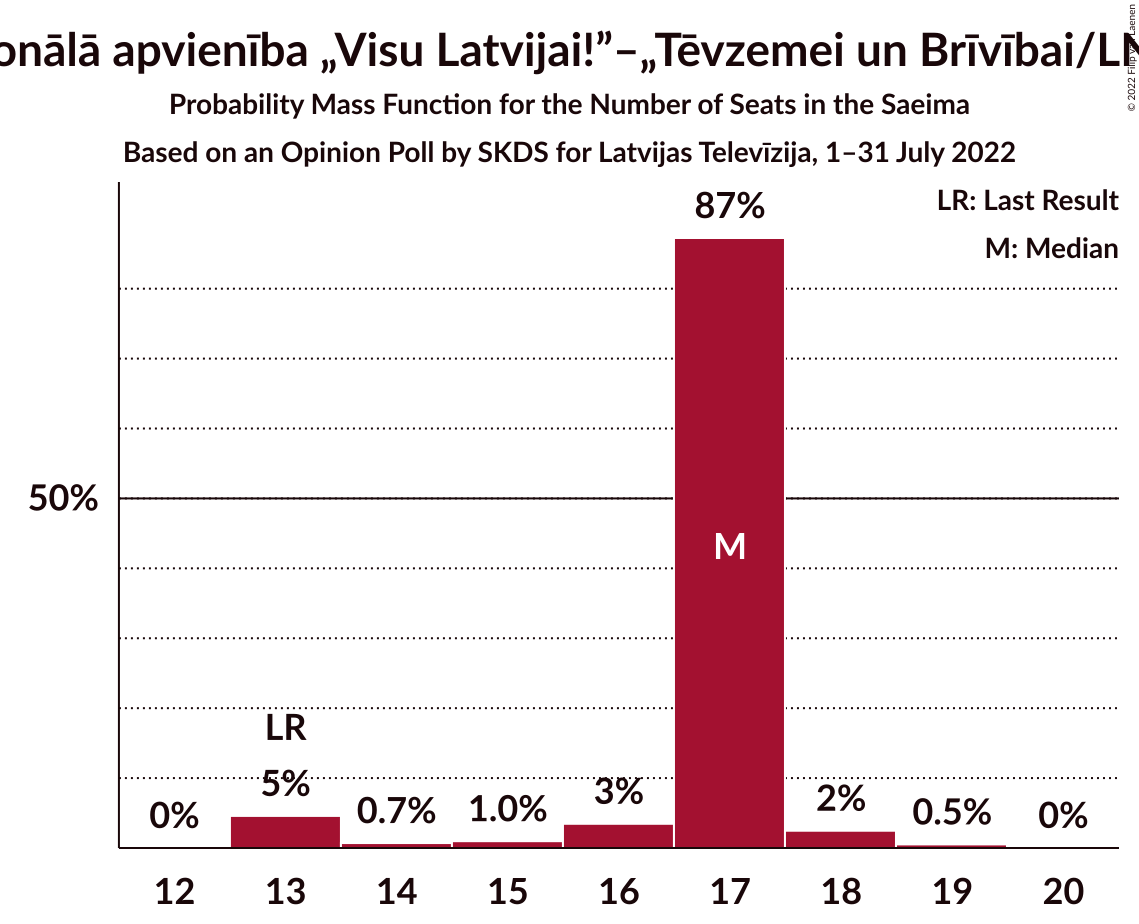 onālā apvienība „Visu Latvijai!”–„Tēvzemei un Brīvībai/LN
© 2022 Filip van Laenen
Probability Mass Function for the Number of Seats in the Saeima
Based on an Opinion Poll by SKDS for Latvijas Televīzija, 1–31 July 2022
LR: Last Result
M: Median
87%
50%
M
LR
0%
5%
0.7%
1.0%
3%
2%
0.5%
0%
12 13 14 15 16 17 18 19 20